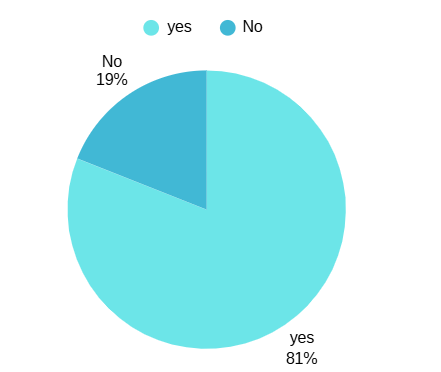 yes No
No
19%
yes
81%